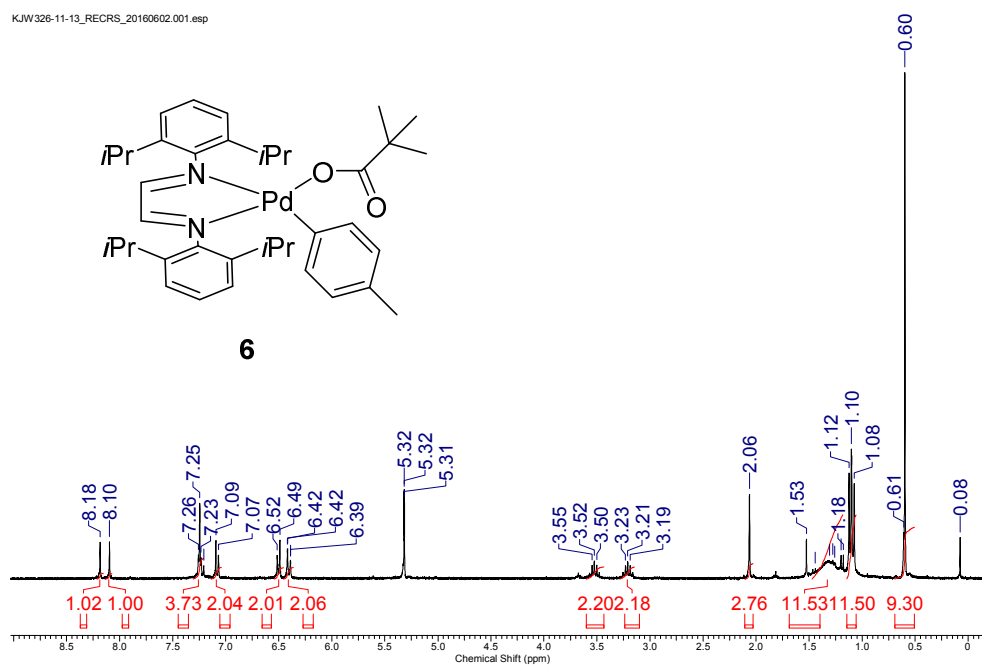 KJW326-11-13_RECRS_20160602.001.esp
iPr
iPr
N
O
O
Pd
N
iPr
iPr
6
8.18
8.10
7.26
7.25
7.23
7.09
7.07
6.52
6.49
6.42
6.42
6.39
5.32
5.32
5.31
3.55
3.52
3.50
3.23
3.21
3.19
2.06
1.53
1.18
1.12
1.10
1.08
0.61
0.60
0.08
1.02 1.00 3.73 2.04 2.01 2.06 2.20 2.18 2.76 11.53 11.50 9.30
8.5 8.0 7.5 7.0 6.5 6.0 5.5 5.0 4.5 4.0 3.5 3.0 2.5 2.0 1.5 1.0 0.5 0
Chemical Shift (ppm)